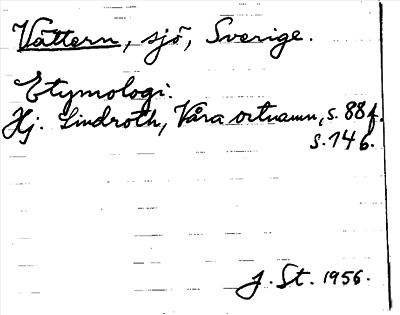 Vättern, sjö, Sverige.
Etymologi.
Hj. Lindroth, Våra ortnamn, s. 88 f.
s. 146.
J. St. 1956.